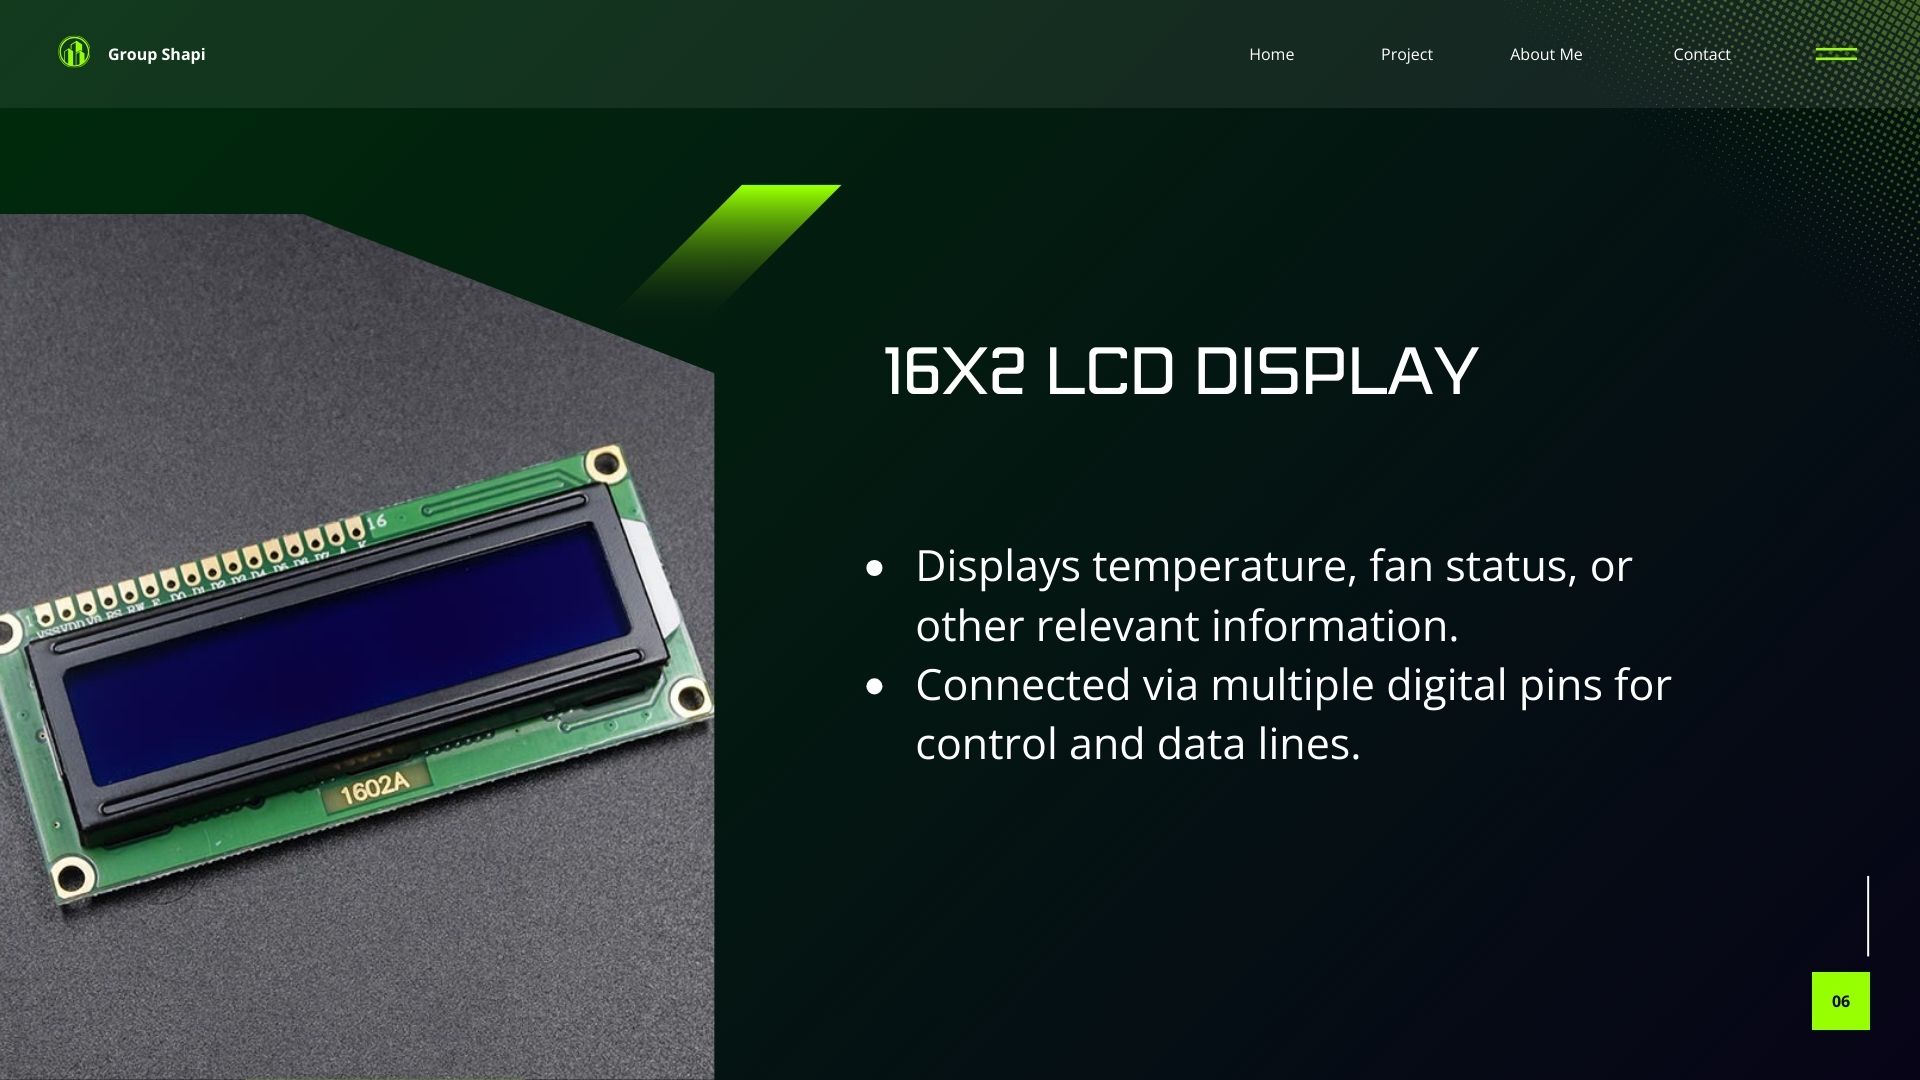 Group Shapi
Home
Project
About Me
Contact
16X2 LCD DISPLAY
Displays temperature, fan status, or
other relevant information.
Connected via multiple digital pins for
control and data lines.
16
1
1602A
06